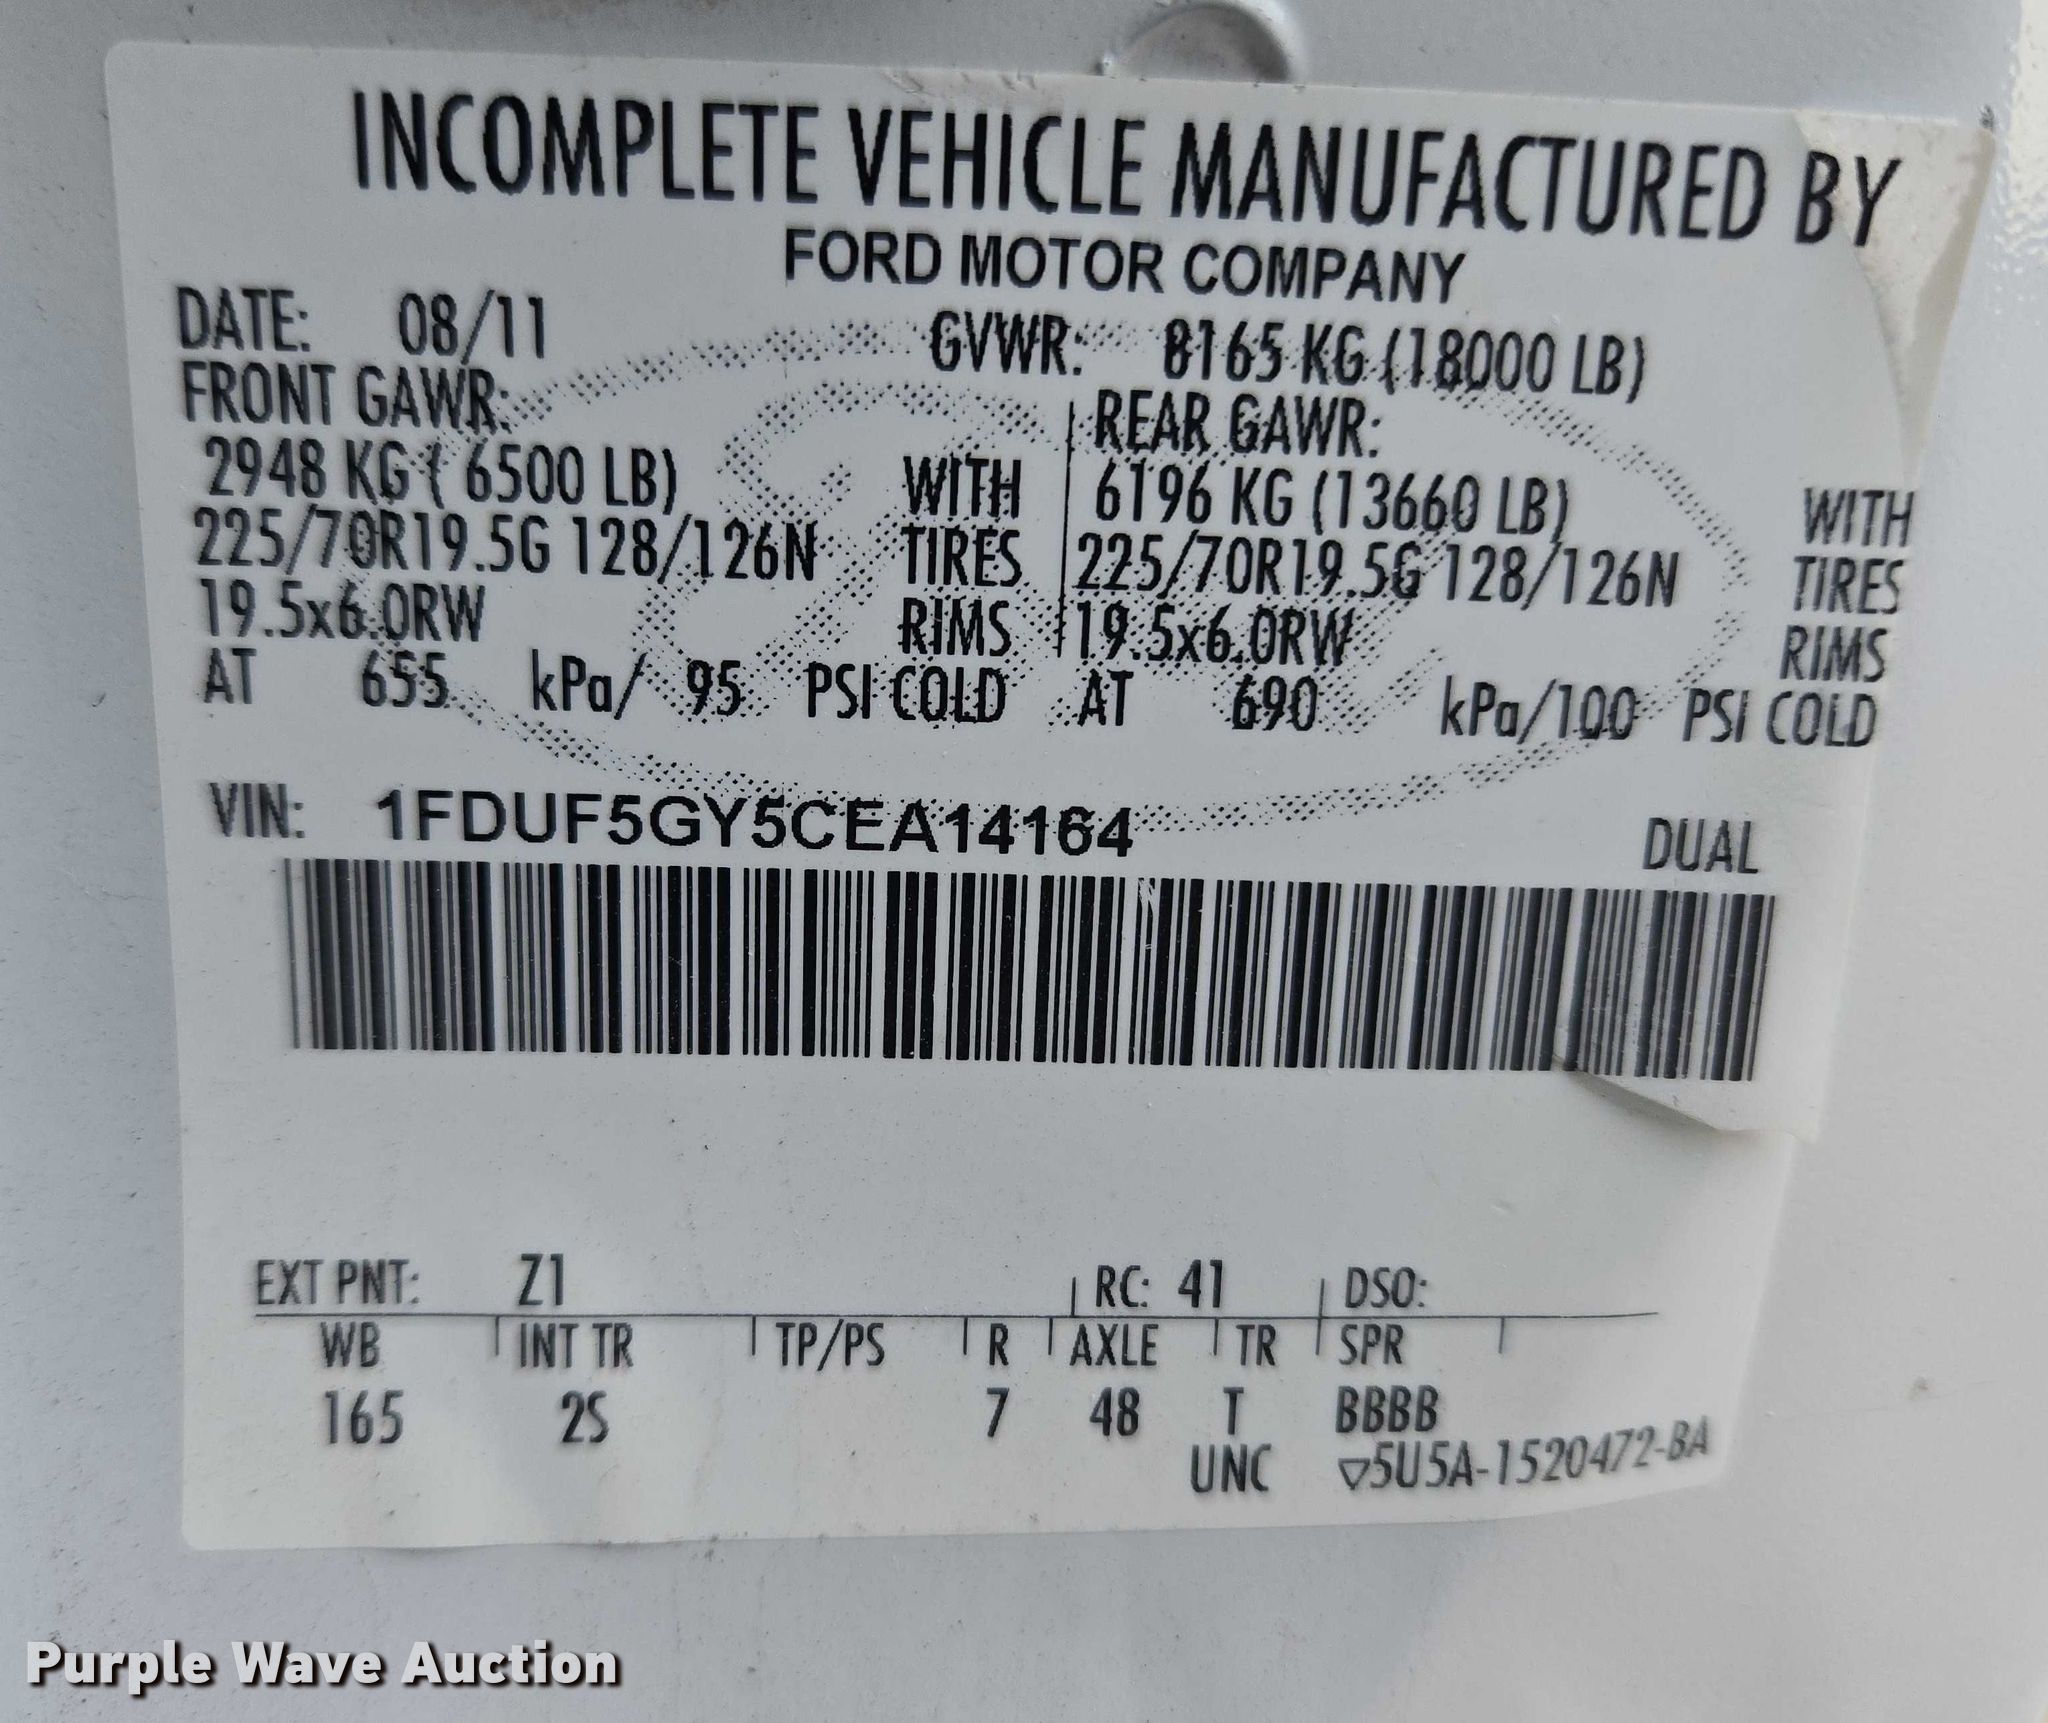 INCOMPLETE VEHICLE MANUFACTURED BY
FORD MOTOR COMPANY
DATE: 08/11 GVWR: 8165 KG (18000 LB)
FRONT GAWR: REAR GAWR:
2948 KG ( 6500 LB) WITH 6196 KG (13660 LB) WITH
225/70R19.5G 128/126N TIRES 225/70R19.5G 128/126N TIRES
19.5x6.0RW RIMS 19.5x6.0RW RIMS
AT 655 kPa/ 95 PSI COLD AT 690 kPa/100 PSI COLD
VIN: 1FDUF5GY5CEA14164 DUAL
EXT PNT: Z1 RC: 41 DSO:
WB INT TR TP/PS R AXLE TR SPR
165 2S 7 48 T BBBB
UNC ▽5U5A-1520472-BA
Purple Wave Auction